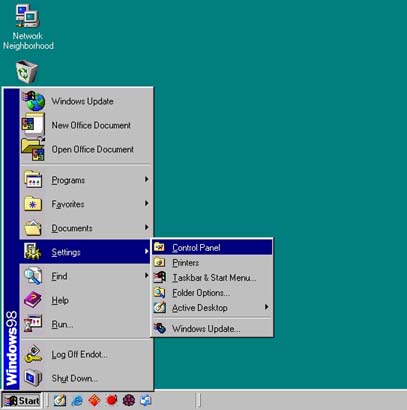 Network
Neighborhood
Windows Update
New Office Document
Open Office Document
Programs
Favorites
Documents
Settings
Control Panel
Printers
Taskbar & Start Menu...
Folder Options...
Active Desktop
Windows Update...
Find
Help
Run...
Log Off Endot...
Shut Down...
Windows98
Start